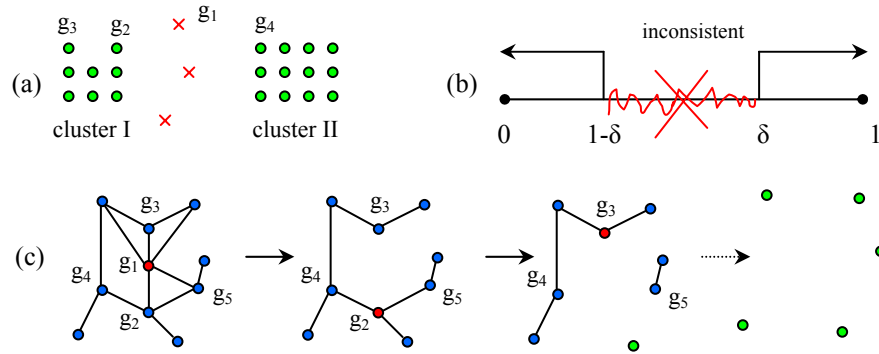 g₃ g₂ g₁ g₄
(a)
cluster I cluster II
(b)
inconsistent
0 1-δ δ 1
(c)
g₃
g₁
g₄
g₂
g₅
g₃
g₄
g₂
g₅
g₃
g₄
g₅